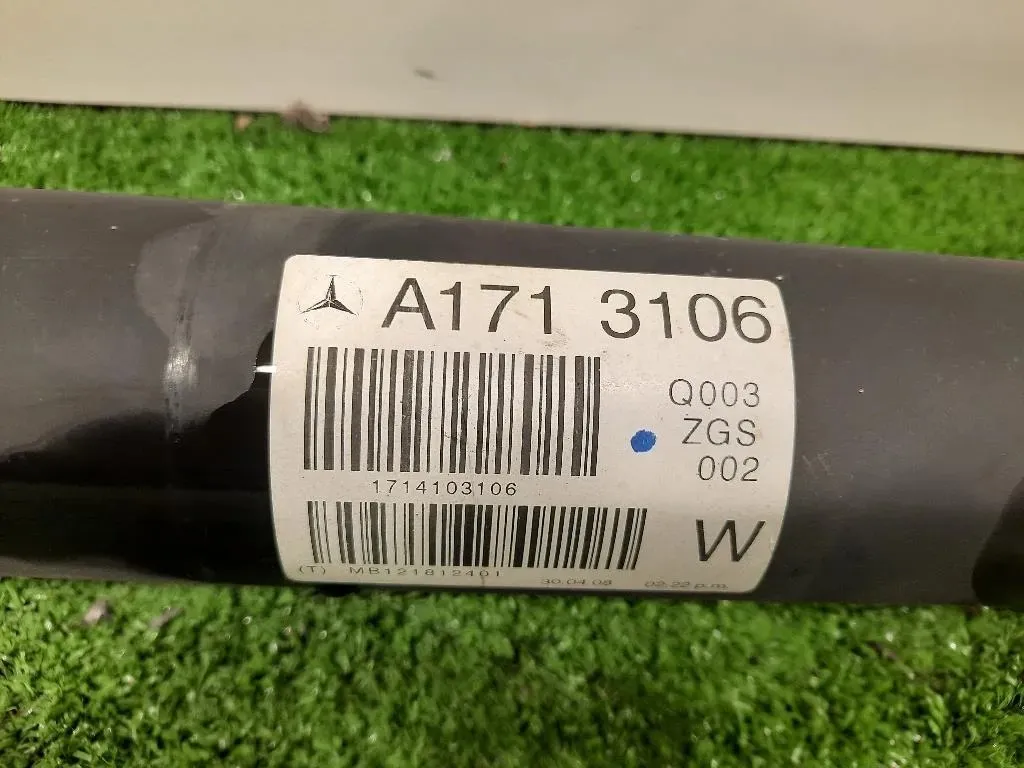 A171 3106
Q003
ZGS
002
1714103106
W
(T) MB121812401 30.04.08 02:22 p.m.